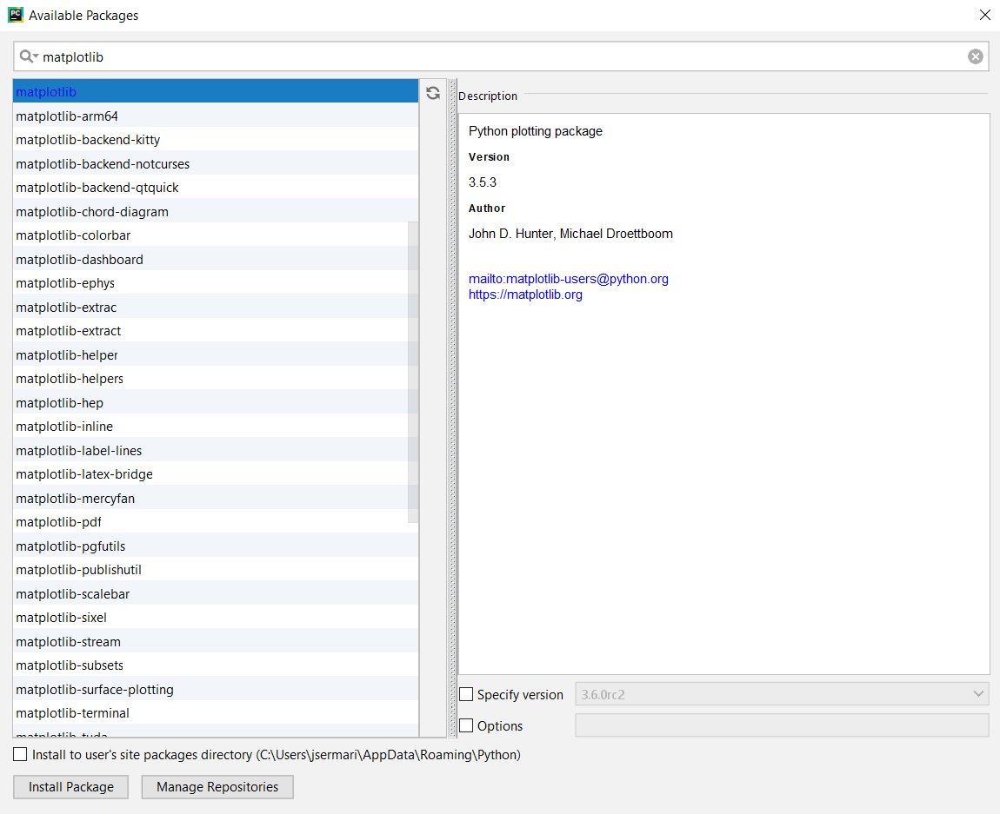 PC
Available Packages
matplotlib
matplotlib
matplotlib-arm64
matplotlib-backend-kitty
matplotlib-backend-notcurses
matplotlib-backend-qtquick
matplotlib-chord-diagram
matplotlib-colorbar
matplotlib-dashboard
matplotlib-ephys
matplotlib-extrac
matplotlib-extract
matplotlib-helper
matplotlib-helpers
matplotlib-hep
matplotlib-inline
matplotlib-label-lines
matplotlib-latex-bridge
matplotlib-mercyfan
matplotlib-pdf
matplotlib-pgfutils
matplotlib-publishutil
matplotlib-scalebar
matplotlib-sixel
matplotlib-stream
matplotlib-subsets
matplotlib-surface-plotting
matplotlib-terminal
matplotlib-tuda
Description
Python plotting package
Version
3.5.3
Author
John D. Hunter, Michael Droettboom
mailto:matplotlib-users@python.org
https://matplotlib.org
Specify version
3.6.0rc2
Options
Install to user's site packages directory (C:\Users\jsermari\AppData\Roaming\Python)
Install Package
Manage Repositories